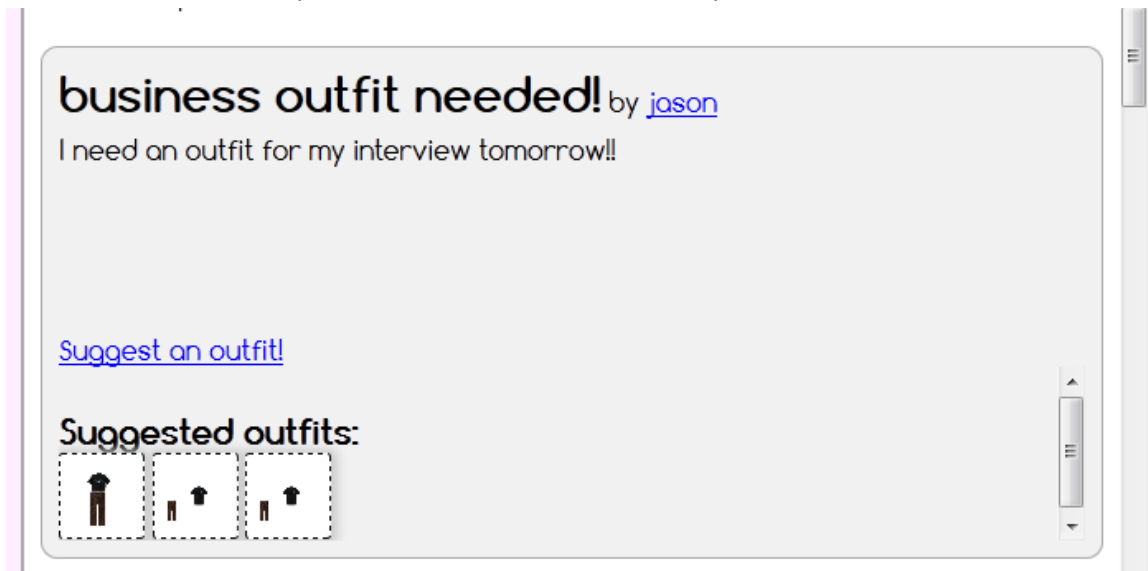 business outfit needed! by jason
I need an outfit for my interview tomorrow!!
Suggest an outfit!
Suggested outfits: